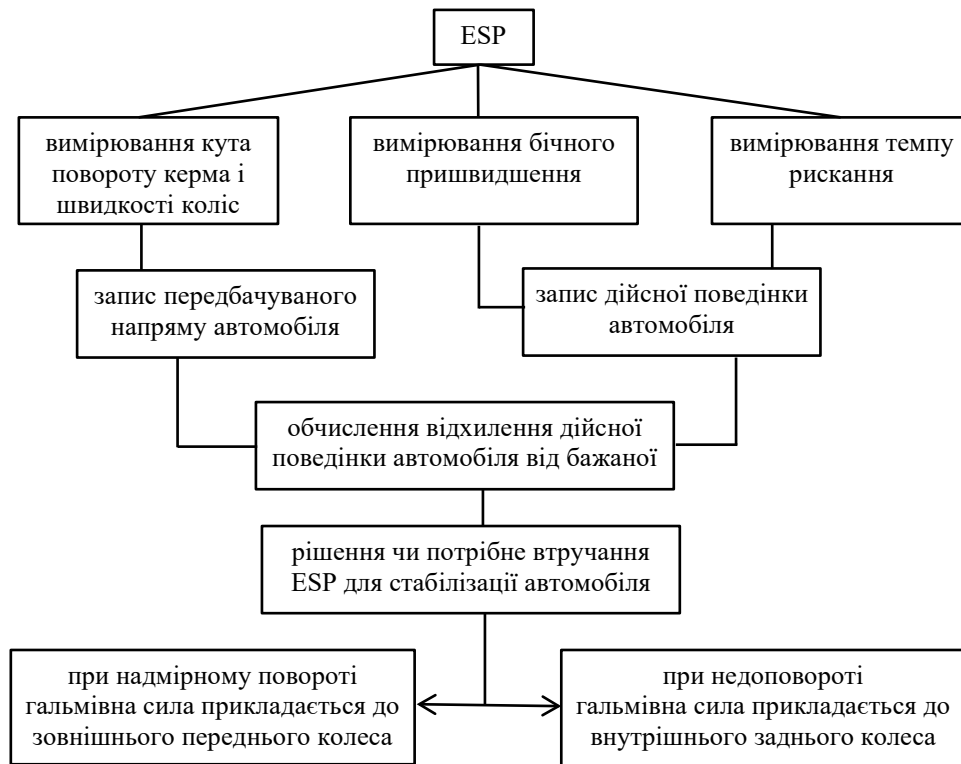 ESP
вимірювання кута
повороту керма і
швидкості коліс
вимірювання бічного
пришвидшення
вимірювання темпу
рискання
запис передбачуваного
напряму автомобіля
запис дійсної поведінки
автомобіля
обчислення відхилення дійсної
поведінки автомобіля від бажаної
рішення чи потрібне втручання
ESP для стабілізації автомобіля
при надмірному повороті
гальмівна сила прикладається до
зовнішнього переднього колеса
при недоповороті
гальмівна сила прикладається до
внутрішнього заднього колеса